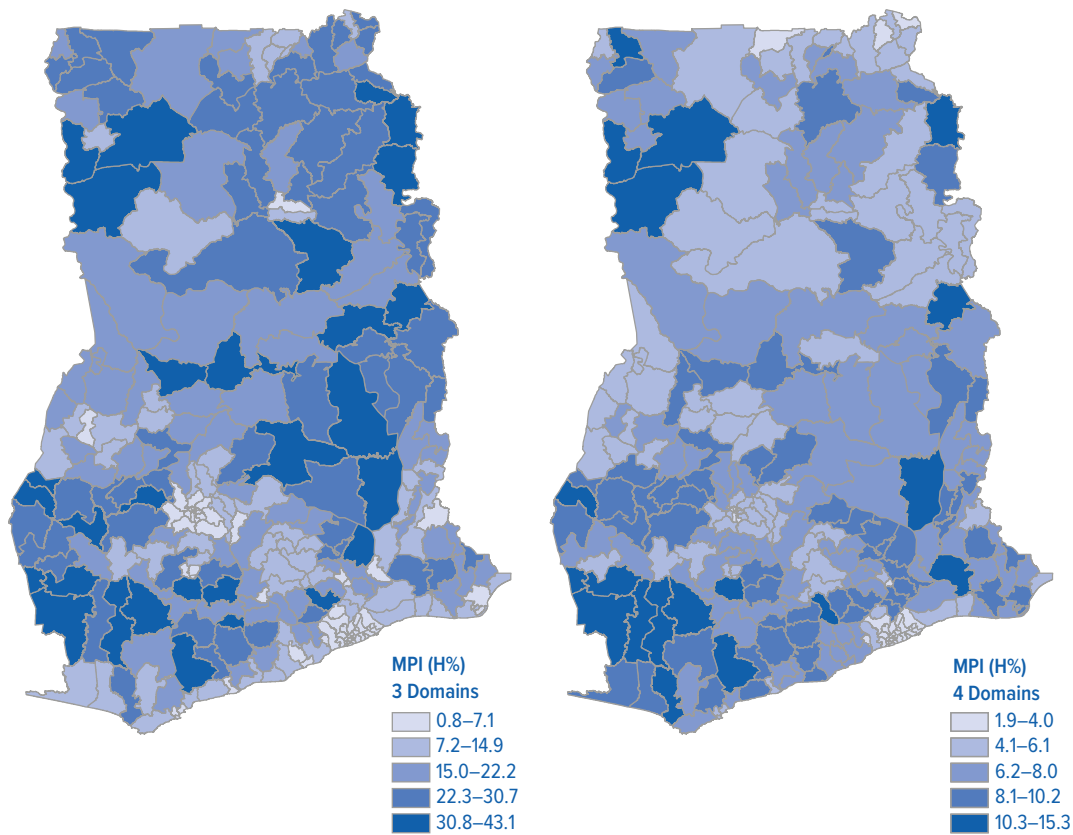 MPI (H%)
3 Domains
0.8–7.1
7.2–14.9
15.0–22.2
22.3–30.7
30.8–43.1
MPI (H%)
4 Domains
1.9–4.0
4.1–6.1
6.2–8.0
8.1–10.2
10.3–15.3